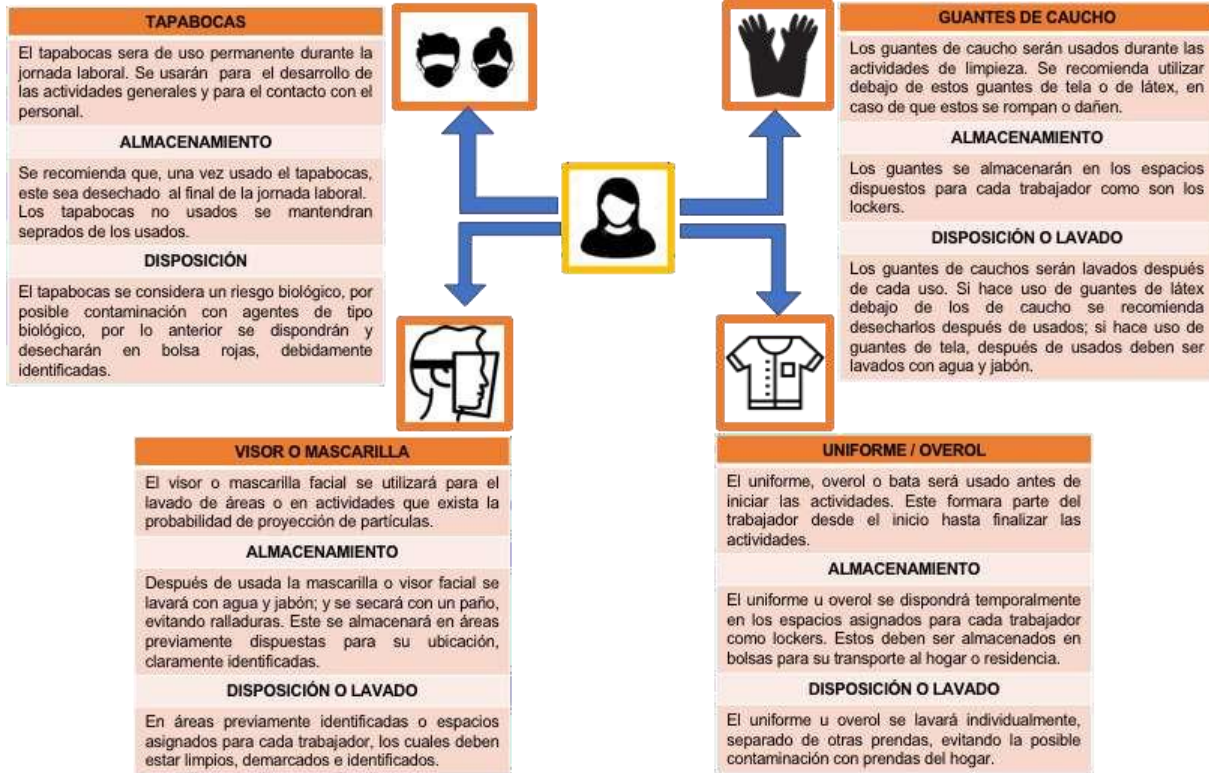 TAPABOCAS
El tapabocas sera de uso permanente durante la
jornada laboral. Se usarán para el desarrollo de
las actividades generales y para el contacto con el
personal.
ALMACENAMIENTO
Se recomienda que, una vez usado el tapabocas,
este sea desechado al final de la jornada laboral.
Los tapabocas no usados se mantendran
seprados de los usados.
DISPOSICIÓN
El tapabocas se considera un riesgo biológico, por
posible contaminación con agentes de tipo
biológico, por lo anterior se dispondrán y
desecharán en bolsa rojas, debidamente
identificadas.
GUANTES DE CAUCHO
Los guantes de caucho serán usados durante las
actividades de limpieza. Se recomienda utilizar
debajo de estos guantes de tela o de látex, en
caso de que estos se rompan o dañen.
ALMACENAMIENTO
Los guantes se almacenarán en los espacios
dispuestos para cada trabajador como son los
lockers.
DISPOSICIÓN O LAVADO
Los guantes de cauchos serán lavados después
de cada uso. Si hace uso de guantes de látex
debajo de los de caucho se recomienda
desecharlos después de usados; si hace uso de
guantes de tela, después de usados deben ser
lavados con agua y jabón.
VISOR O MASCARILLA
El visor o mascarilla facial se utilizará para el
lavado de áreas o en actividades que exista la
probabilidad de proyección de partículas.
ALMACENAMIENTO
Después de usada la mascarilla o visor facial se
lavará con agua y jabón; y se secará con un paño,
evitando ralladuras. Este se almacenará en áreas
previamente dispuestas para su ubicación,
claramente identificadas.
DISPOSICIÓN O LAVADO
En áreas previamente identificadas o espacios
asignados para cada trabajador, los cuales deben
estar limpios, demarcados e identificados.
UNIFORME / OVEROL
El uniforme, overol o bata será usado antes de
iniciar las actividades. Este formara parte del
trabajador desde el inicio hasta finalizar las
actividades.
ALMACENAMIENTO
El uniforme u overol se dispondrá temporalmente
en los espacios asignados para cada trabajador
como lockers. Estos deben ser almacenados en
bolsas para su transporte al hogar o residencia.
DISPOSICIÓN O LAVADO
El uniforme u overol se lavará individualmente,
separado de otras prendas, evitando la posible
contaminación con prendas del hogar.